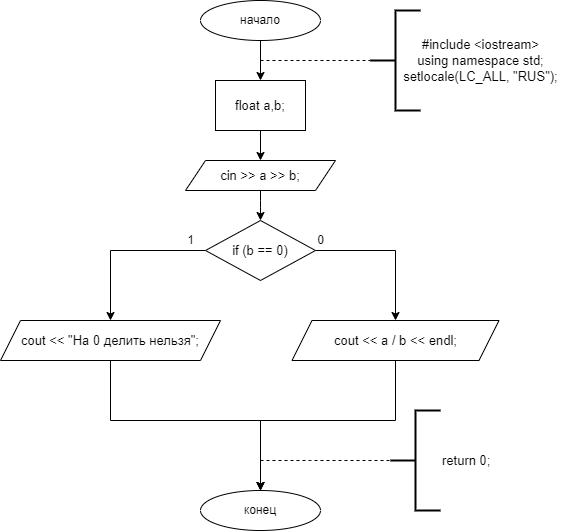 начало
#include <iostream>
using namespace std;
setlocale(LC_ALL, "RUS");
float a,b;
cin >> a >> b;
1
if (b == 0)
0
cout << "На 0 делить нельзя";
cout << a / b << endl;
return 0;
конец